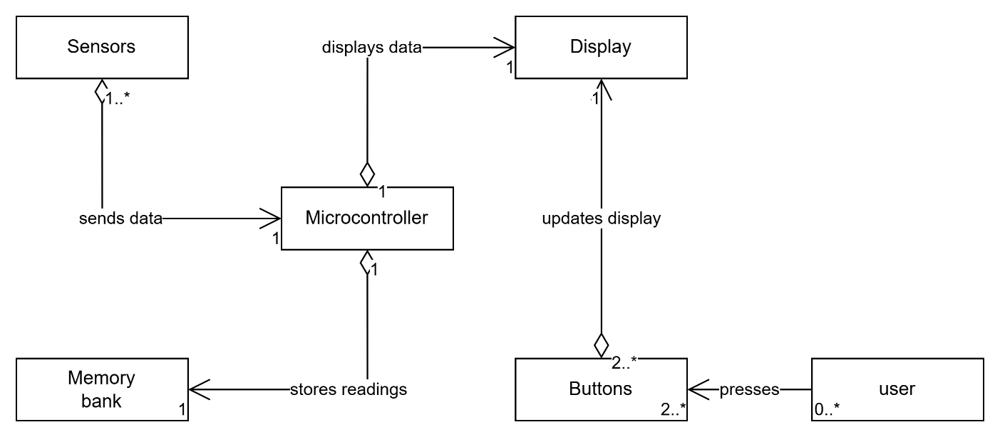 Sensors
displays data
Display
1
1..*
1
1
sends data
Microcontroller
updates display
1
1
Memory
bank
1
stores readings
2..*
Buttons
2..*
presses
user
0..*